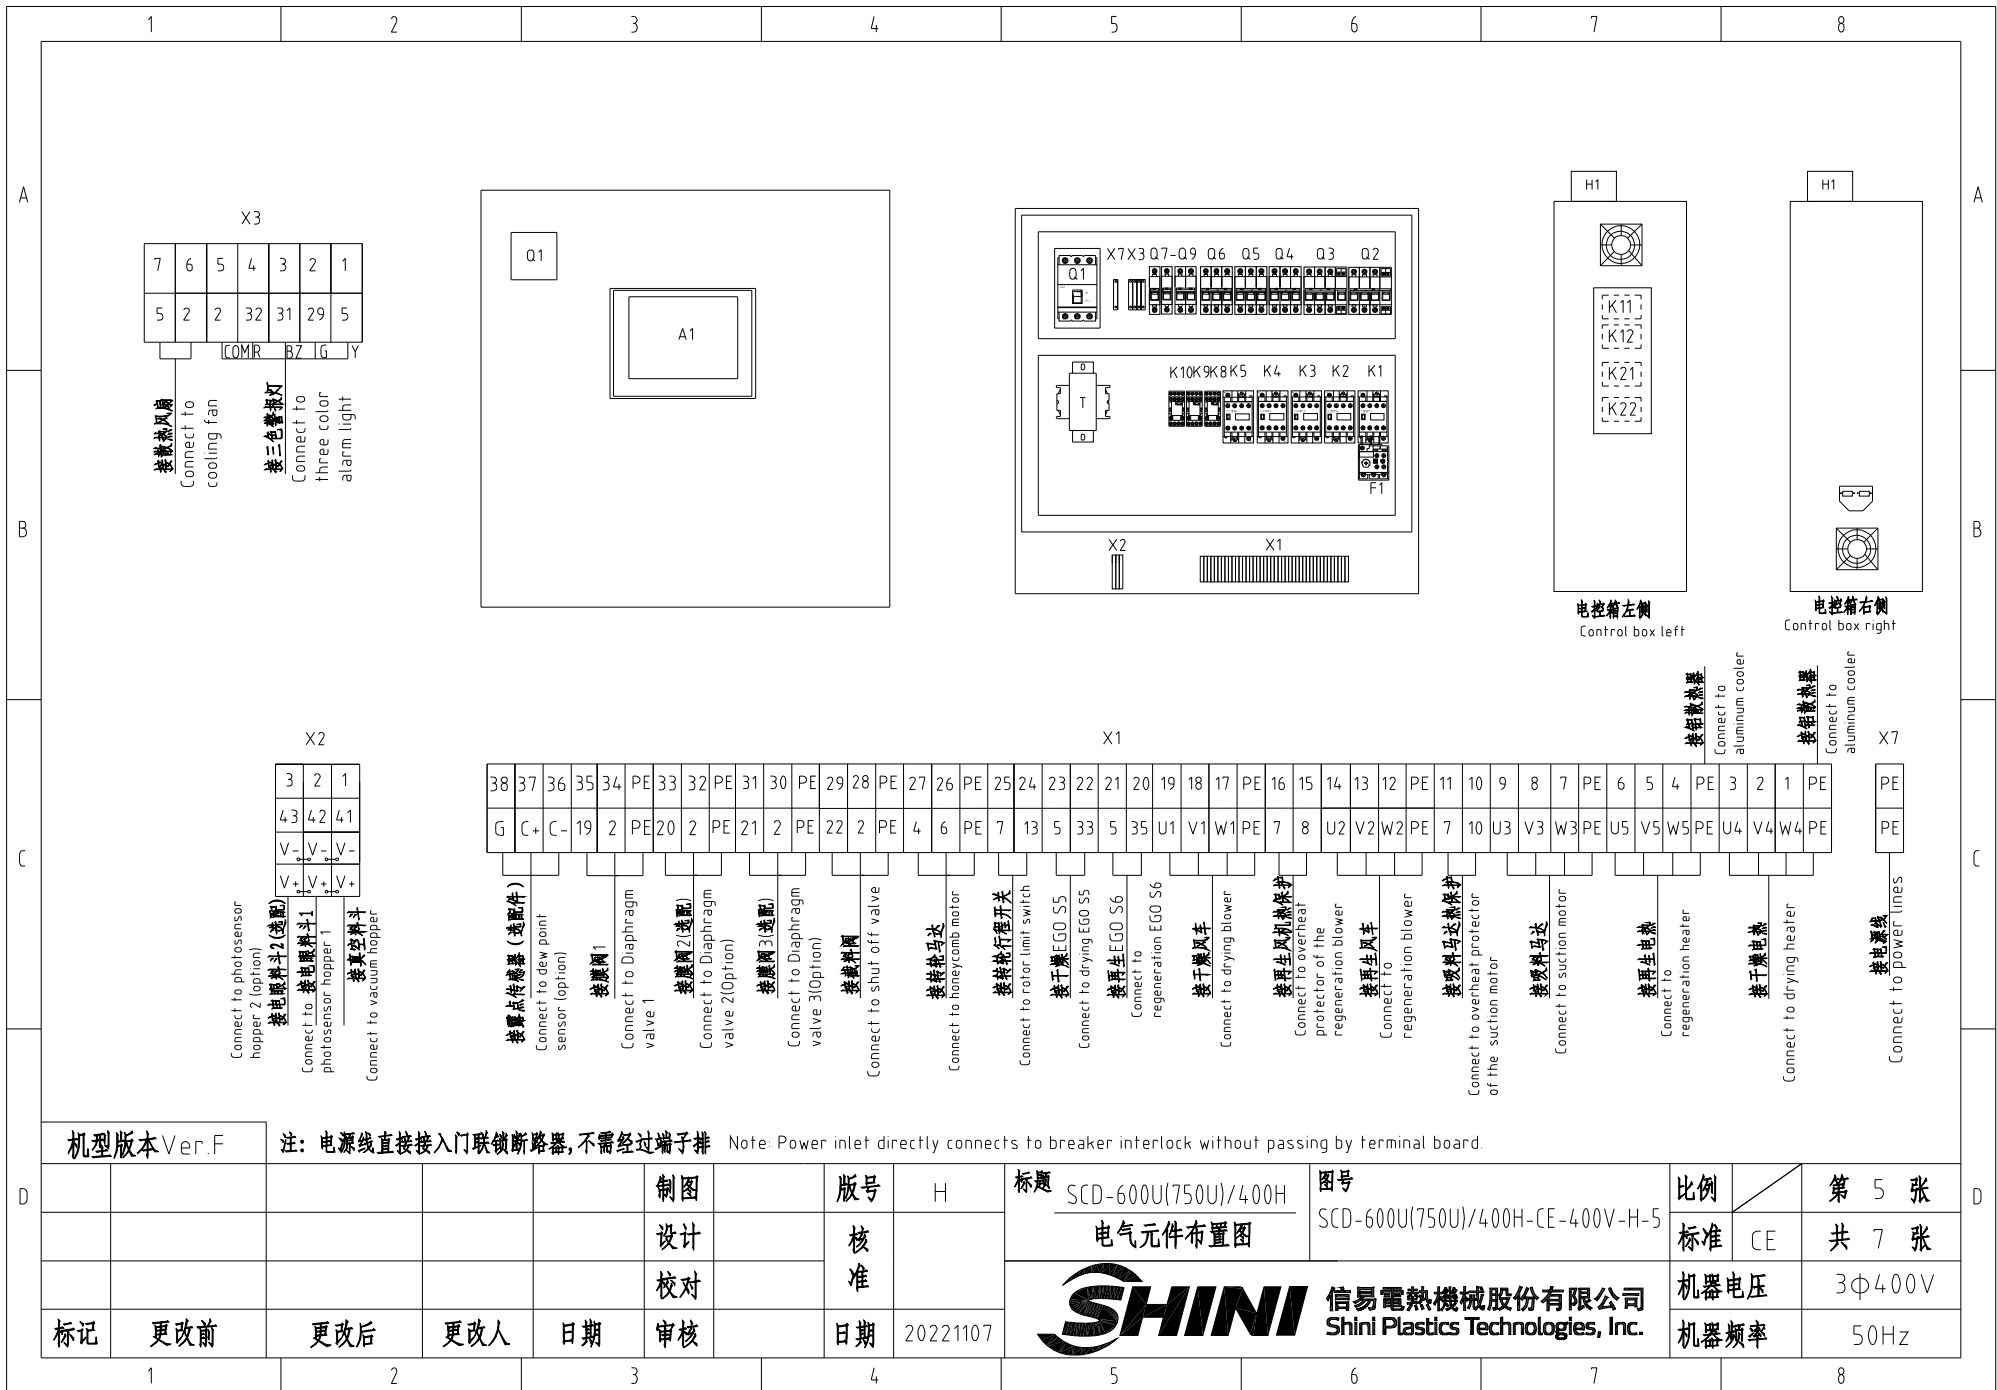 1 2 3 4 5 6 7 8
A
A
X3
7 6 5 4 3 2 1
5 2 2 32 31 29 5
COM R BZ G Y
接散热风扇
Connect to
cooling fan
接三色警报灯
Connect to
three color
alarm light
Q1
A1
X7 X3 Q7-Q9 Q6 Q5 Q4 Q3 Q2
Q1
K10 K9 K8 K5 K4 K3 K2 K1
T
F1
X2
X1
H1
K11
K12
K21
K22
电控箱左侧
Control box left
H1
电控箱右侧
Control box right
B
B
X2
3 2 1
43 42 41
V- V- V-
V+ V+ V+
Connect to photosensor
hopper 2 (option)
接电眼料斗2(选配)
Connect to
photosensor hopper 1
接电眼料斗1
接真空料斗
Connect to vacuum hopper
X1
38 37 36 35 34 PE 33 32 PE 31 30 PE 29 28 PE 27 26 PE 25 24 23 22 21 20 19 18 17 PE 16 15 14 13 12 PE 11 10 9 8 7 PE 6 5 4 PE 3 2 1 PE
G C+ C- 19 2 PE 20 2 PE 21 2 PE 22 2 PE 4 6 PE 7 13 5 33 5 35 U1 V1 W1 PE 7 8 U2 V2 W2 PE 7 10 U3 V3 W3 PE U5 V5 W5 PE U4 V4 W4 PE
接露点传感器(选配件)
Connect to dew point
sensor (option)
接膜阀1
Connect to Diaphragm
valve 1
接膜阀2(选配)
Connect to Diaphragm
valve 2(Option)
接膜阀3(选配)
Connect to Diaphragm
valve 3(Option)
接截料阀
Connect to shut off valve
接转轮马达
Connect to honeycomb motor
接转轮行程开关
Connect to rotor limit switch
接干燥EGO S5
Connect to drying EGO S5
接再生EGO S6
Connect to
regeneration EGO S6
接干燥风车
Connect to drying blower
接再生风机热保护
Connect to overheat
protector of the
regeneration blower
接再生风车
Connect to
regeneration blower
接吸料马达热保护
Connect to overheat protector
of the suction motor
接吸料马达
Connect to suction motor
接再生电热
Connect to
regeneration heater
接干燥电热
Connect to drying heater
接铝散热器
Connect to
aluminum cooler
接铝散热器
Connect to
aluminum cooler
X7
PE
PE
接电源线
Connect to power lines
C
C
机型版本Ver.F
注: 电源线直接接入门联锁断路器,不需经过端子排 Note: Power inlet directly connects to breaker interlock without passing by terminal board.
D
D
制图
设计
校对
标记 更改前 更改后 更改人 日期 审核
版号 H
核
准
日期 20221107
标题 SCD-600U(750U)/400H
电气元件布置图
图号
SCD-600U(750U)/400H-CE-400V-H-5
比例 第 5 张
标准 CE 共 7 张
机器电压 3Φ400V
机器频率 50Hz
SHINI
信易電熱機械股份有限公司
Shini Plastics Technologies, Inc.
1 2 3 4 5 6 7 8